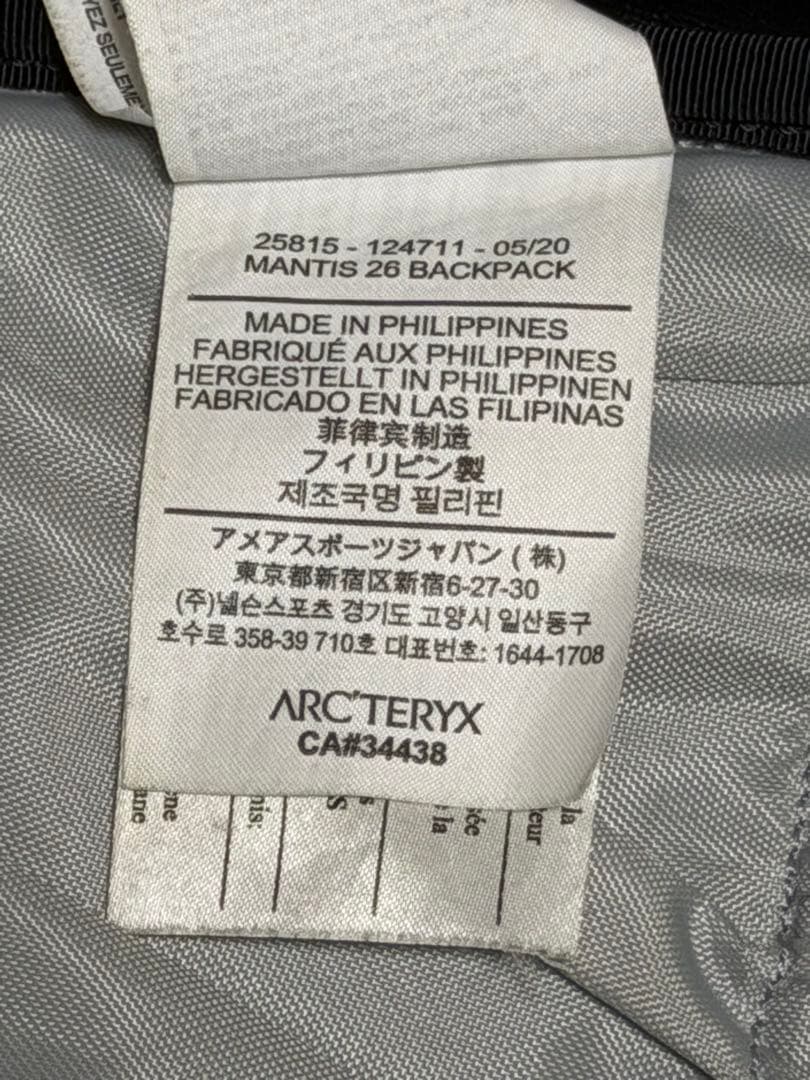 YEZ SEULEME
25815 - 124711 - 05/20
MANTIS 26 BACKPACK
MADE IN PHILIPPINES
FABRIQUÉ AUX PHILIPPINES
HERGESTELLT IN PHILIPPINEN
FABRICADO EN LAS FILIPINAS
菲律宾制造
フィリピン製
제조국명 필리핀
アメアスポーツジャパン ( 株)
東京都新宿区新宿6-27-30
(주)넬슨스포츠 경기도 고양시 일산동구
호수로 358-39 710호 대표번호: 1644-1708
ARC'TERYX
CA#34438